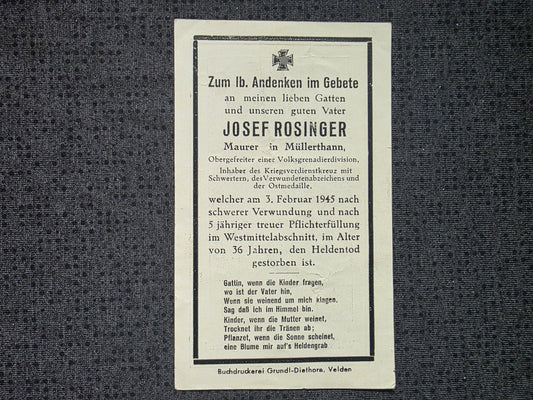 Zum lb. Andenken im Gebete
an meinen lieben Gatten
und unseren guten Vater
JOSEF ROSINGER
Maurer in Müllerthann,
Obergefreiter einer Volksgrenadierdivision,
Inhaber des Kriegsverdienstkreuz mit
Schwertern, des Verwundetenabzeichens und
der Ostmedaille,
welcher am 3. Februar 1945 nach
schwerer Verwundung und nach
5 jähriger treuer Pflichterfüllung
im Westmittelabschnitt, im Alter
von 36 Jahren, den Heldentod
gestorben ist.
Gattin, wenn die Kinder fragen,
wo ist der Vater hin,
Wenn sie weinend um mich klagen.
Sag daß ich im Himmel bin.
Kinder, wenn die Mutter weinet,
Trocknet ihr die Tränen ab;
Pflanzet, wenn die Sonne scheinet,
eine Blume mir auf's Heldengrab
Buchdruckerei Grundl-Diethorn, Velden